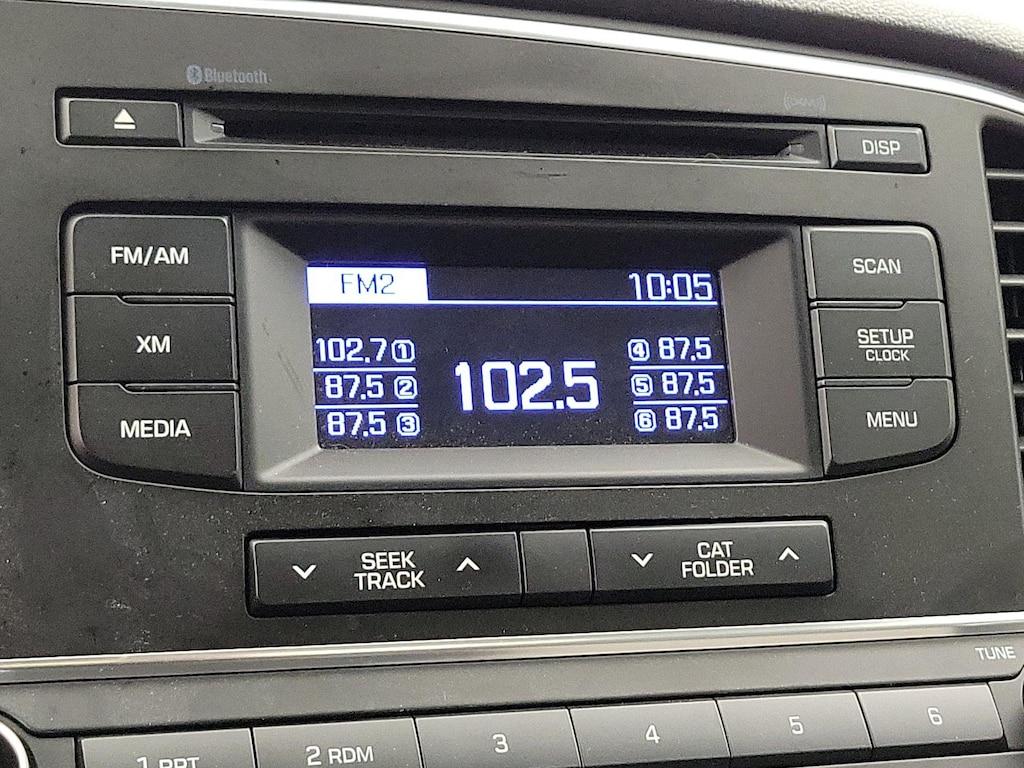 Bluetooth
DISP
FM/AM
XM
MEDIA
FM2 10:05
102.7 1
87.5 2
87.5 3
102.5
4 87.5
5 87.5
6 87.5
SCAN
SETUP
CLOCK
MENU
SEEK
TRACK
CAT
FOLDER
TUNE
1 RPT
2 RDM
3
4
5
6